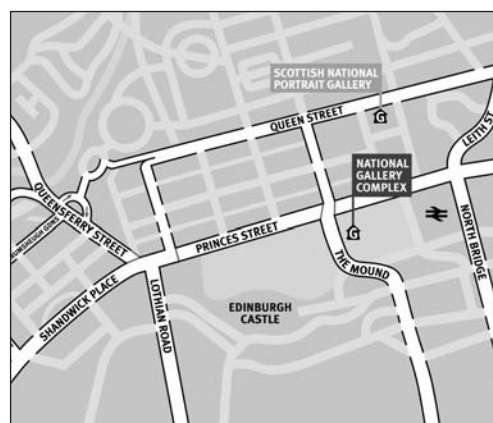 SCOTTISH NATIONAL
PORTRAIT GALLERY
G
QUEEN STREET
LEITH ST
NATIONAL
GALLERY
COMPLEX
G
QUEENSFERRY STREET
PRINCES STREET
THE MOUND
NORTH BRIDGE
SHANDWICK PLACE
LOTHIAN ROAD
EDINBURGH
CASTLE